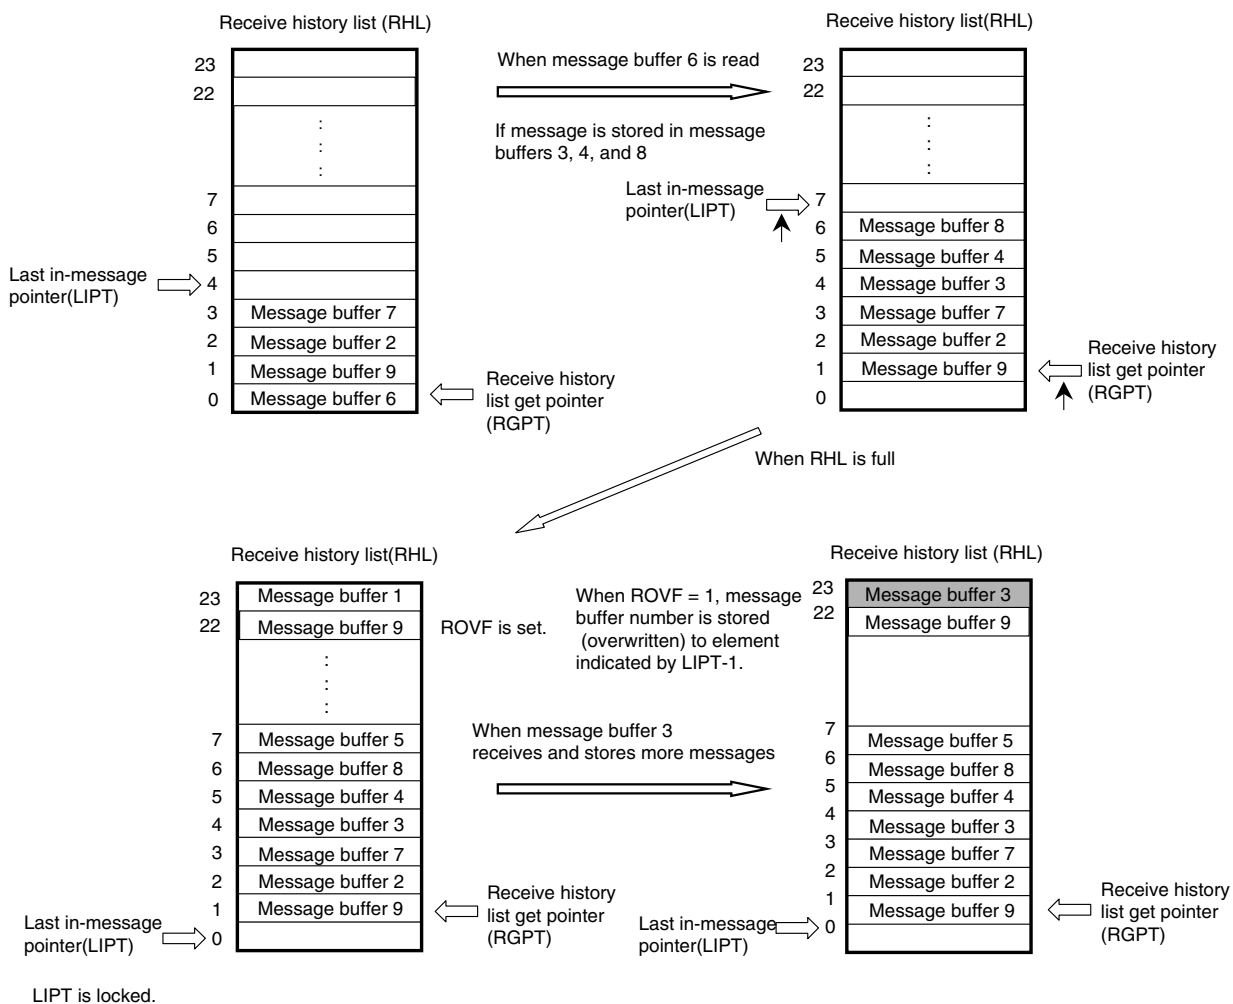 Receive history list (RHL)
23
22
:
.
:
7
6
5
Last in-message
pointer(LIPT)
4
3
Message buffer 7
2
Message buffer 2
1
Message buffer 9
0
Message buffer 6
Receive history
list get pointer
(RGPT)
When message buffer 6 is read
If message is stored in message
buffers 3, 4, and 8
Receive history list(RHL)
23
22
:
.
:
Last in-message
pointer(LIPT)
7
6
Message buffer 8
5
Message buffer 4
4
Message buffer 3
3
Message buffer 7
2
Message buffer 2
1
Message buffer 9
0
Receive history
list get pointer
(RGPT)
When RHL is full
Receive history list(RHL)
23
Message buffer 1
22
Message buffer 9
ROVF is set.
:
.
:
7
Message buffer 5
6
Message buffer 8
5
Message buffer 4
4
Message buffer 3
3
Message buffer 7
2
Message buffer 2
1
Message buffer 9
0
Last in-message
pointer(LIPT)
Receive history
list get pointer
(RGPT)
LIPT is locked.
When ROVF = 1, message
buffer number is stored
(overwritten) to element
indicated by LIPT-1.
When message buffer 3
receives and stores more messages
Receive history list (RHL)
23
Message buffer 3
22
Message buffer 9
7
Message buffer 5
6
Message buffer 8
5
Message buffer 4
4
Message buffer 3
3
Message buffer 7
2
Message buffer 2
1
Message buffer 9
0
Last in-message
pointer(LIPT)
Receive history
list get pointer
(RGPT)